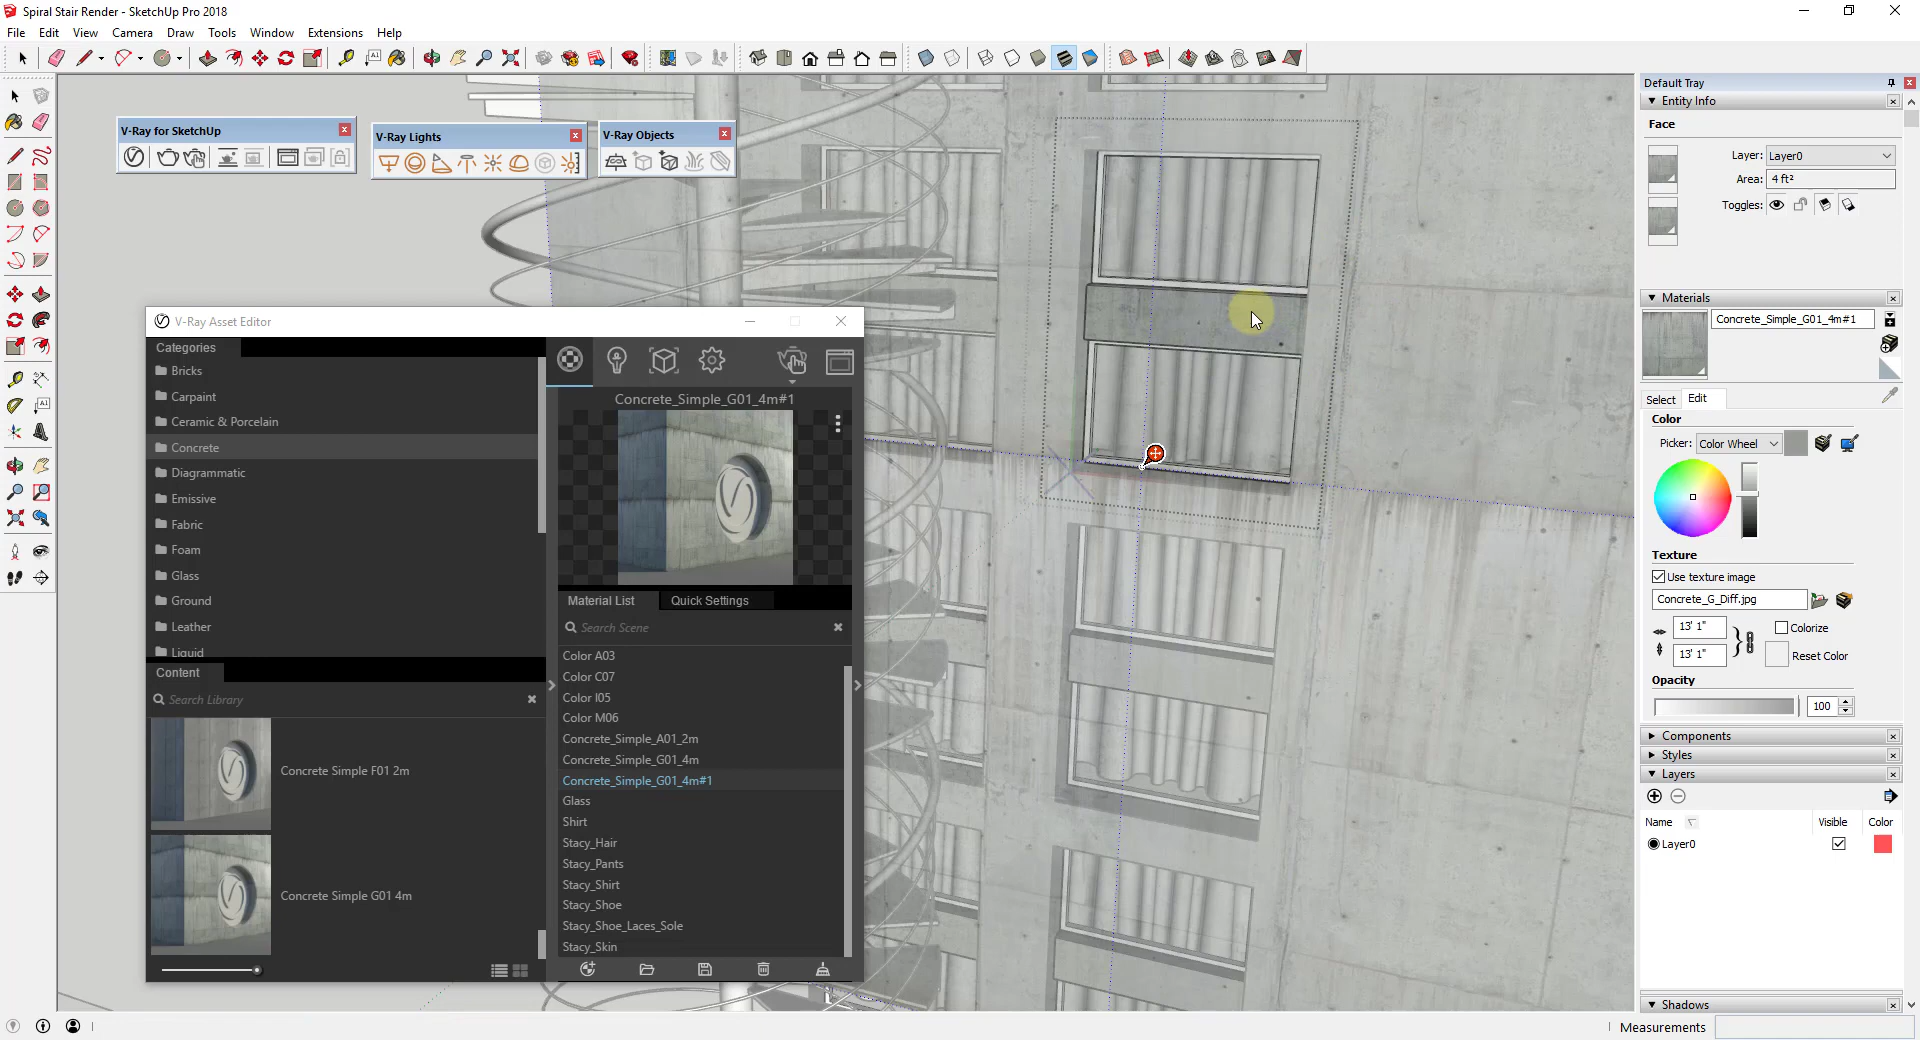 Spiral Stair Render - SketchUp Pro 2018
File Edit View Camera Draw Tools Window Extensions Help
Default Tray
Entity Info
Face
Layer: Layer0
Area: 4 ft²
Toggles:
V-Ray for SketchUp
V-Ray Lights
V-Ray Objects
V-Ray Asset Editor
Categories
Bricks
Carpaint
Ceramic & Porcelain
Concrete
Diagrammatic
Emissive
Fabric
Foam
Glass
Ground
Leather
Liquid
Content
Search Library
Concrete Simple F01 2m
Concrete Simple G01 4m
Concrete_Simple_G01_4m#1
Material List Quick Settings
Search Scene
Color A03
Color C07
Color I05
Color M06
Concrete_Simple_A01_2m
Concrete_Simple_G01_4m
Concrete_Simple_G01_4m#1
Glass
Shirt
Stacy_Hair
Stacy_Pants
Stacy_Shirt
Stacy_Shoe
Stacy_Shoe_Laces_Sole
Stacy_Skin
Materials
Concrete_Simple_G01_4m#1
Select Edit
Color
Picker: Color Wheel
Texture
Use texture image
Concrete_G_Diff.jpg
13' 1"
Colorize
13' 1"
Reset Color
Opacity
100
Components
Styles
Layers
Name Visible Color
Layer0
Shadows
Measurements